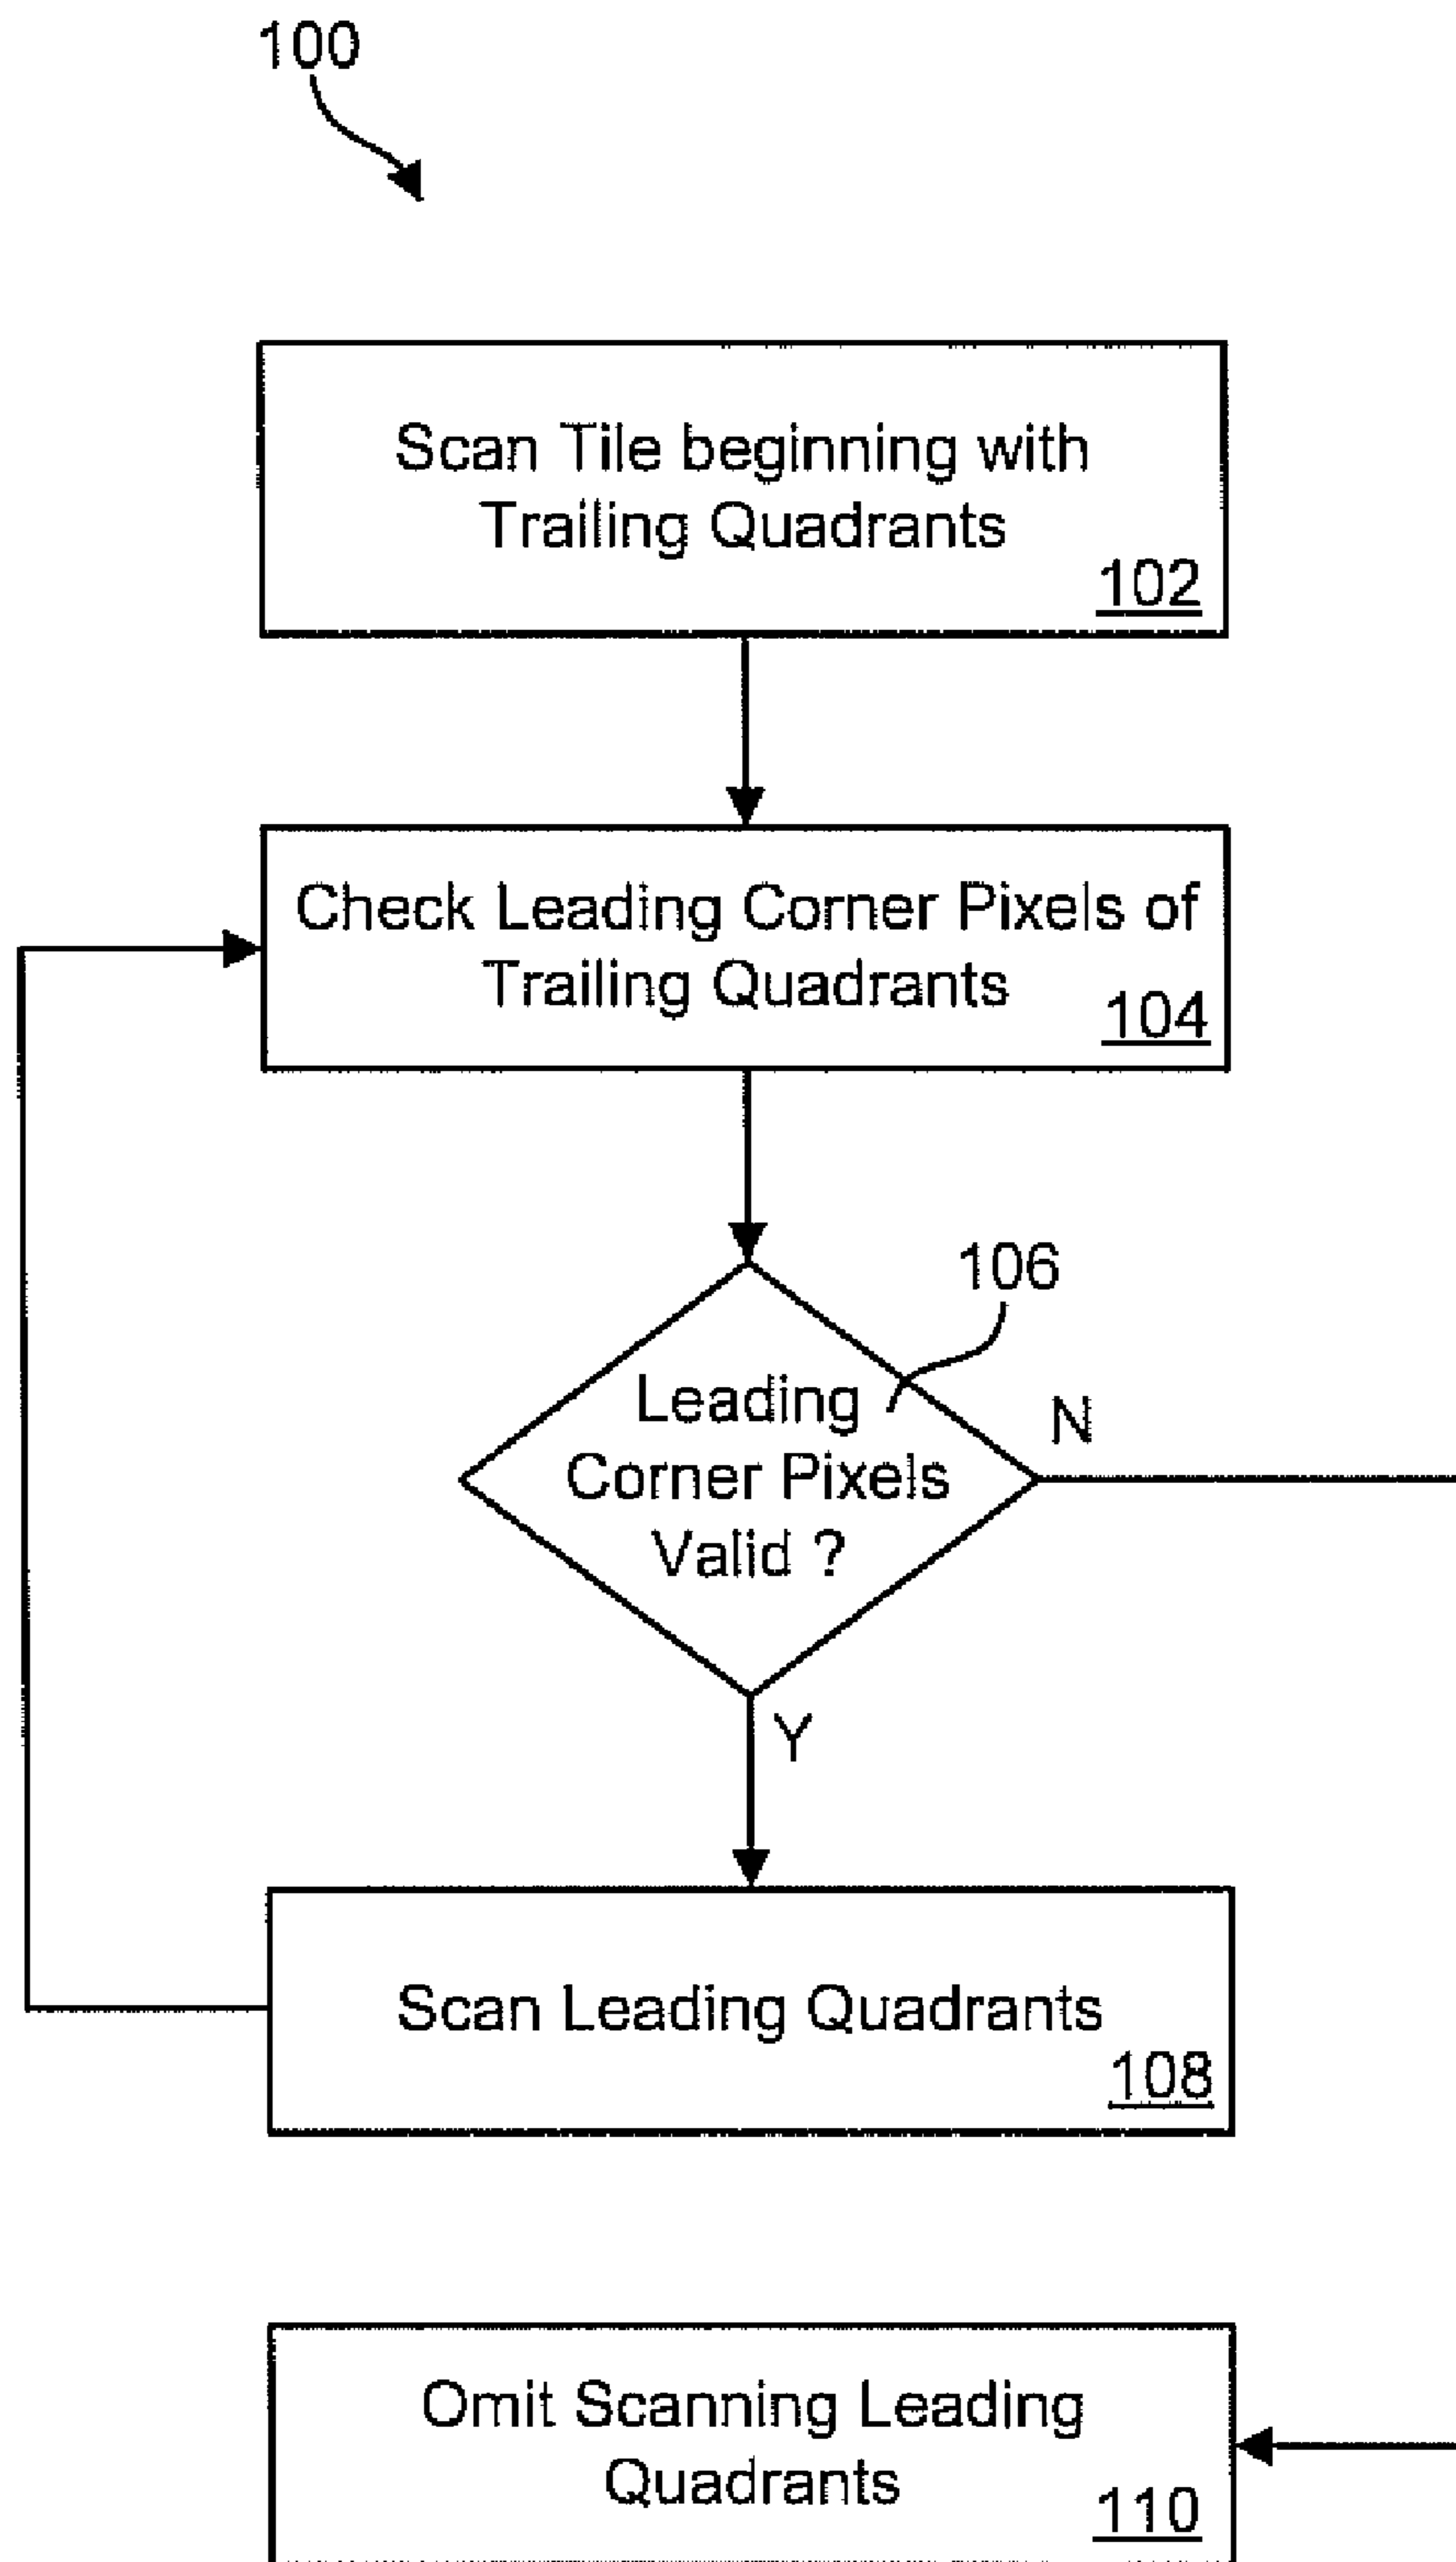 100
Scan Tile beginning with
Trailing Quadrants
102
Check Leading Corner Pixels of
Trailing Quadrants
104
106
Leading
Corner Pixels
Valid ?
N
Y
Scan Leading Quadrants
108
Omit Scanning Leading
Quadrants
110